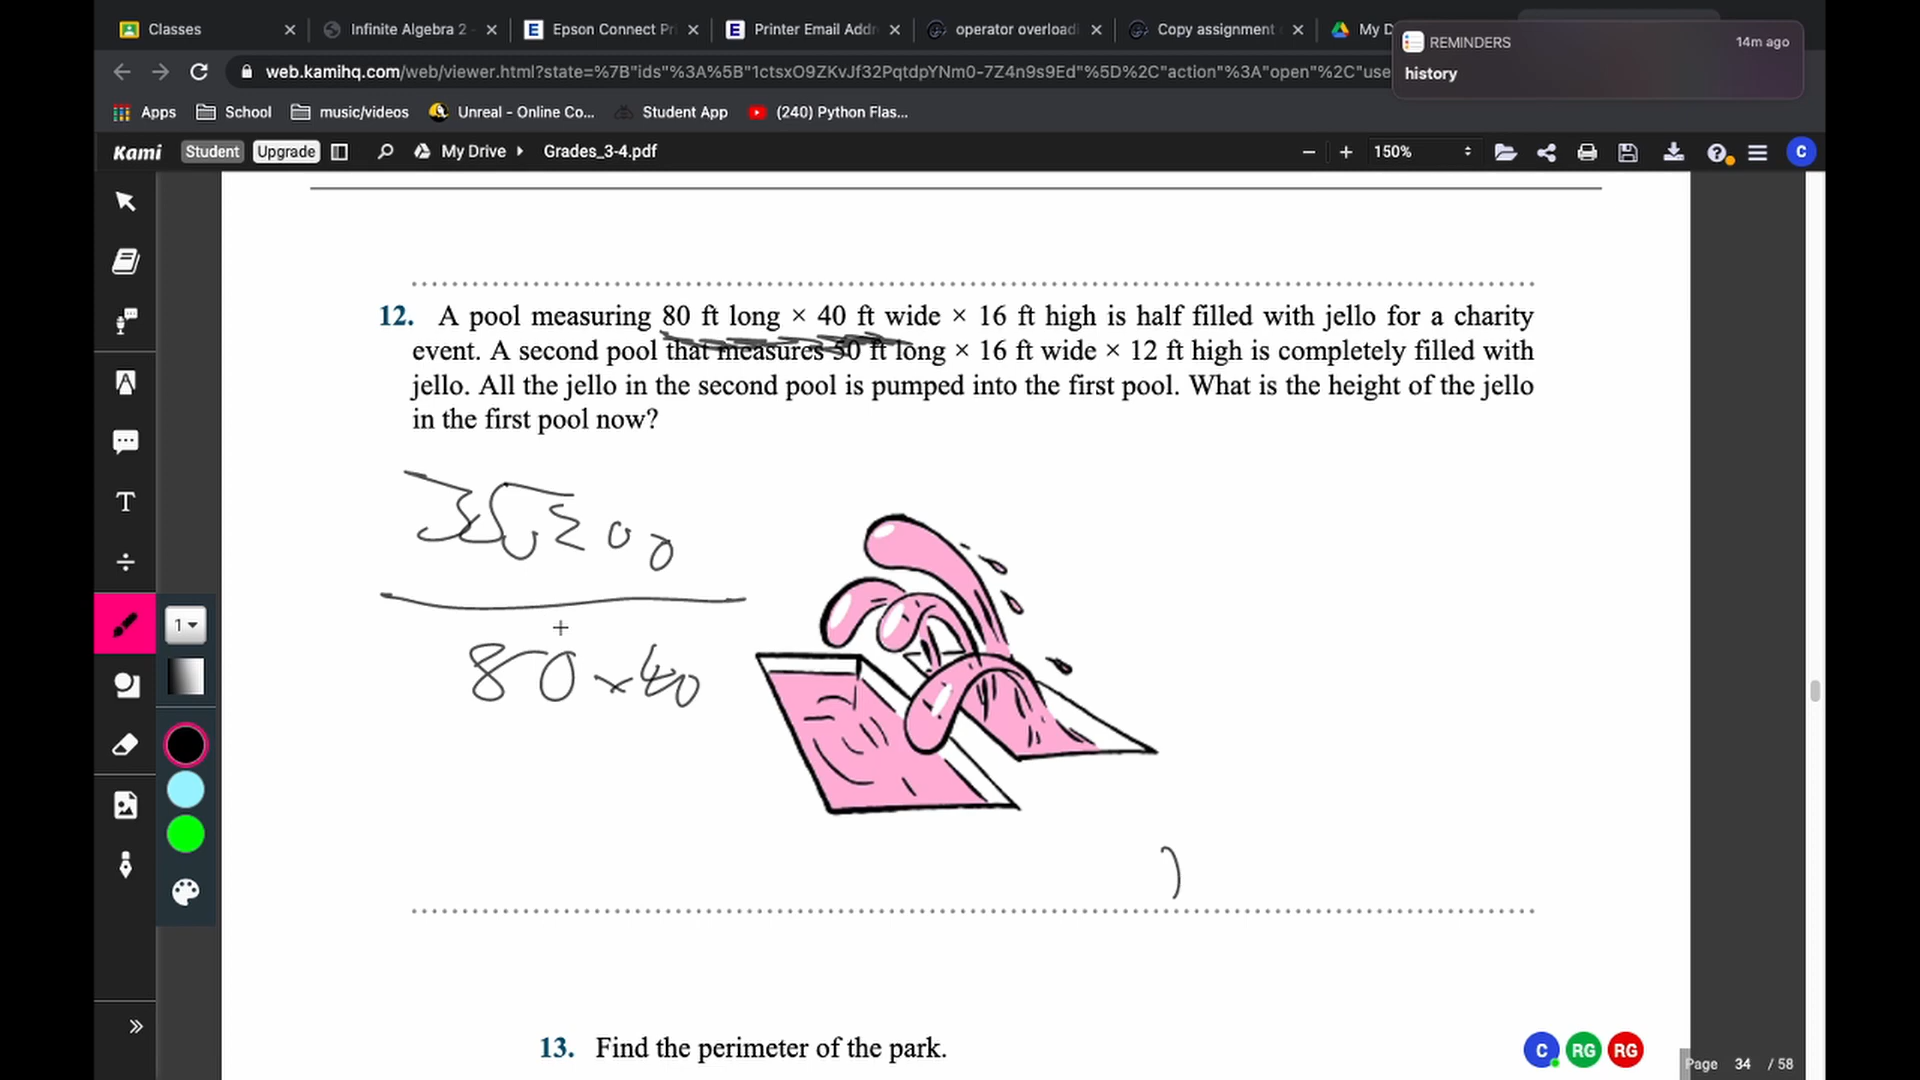 Classes
Infinite Algebra 2 -
Epson Connect Pri
Printer Email Addr
operator overloadi
Copy assignment
My D
REMINDERS
14m ago
history
web.kamihq.com/web/viewer.html?state=%7B"ids"%3A%5B"1ctsxO9ZKvJf32PqtdpYNm0-7Z4n9s9Ed"%5D%2C"action"%3A"open"%2C"use
Apps
School
music/videos
Unreal - Online Co...
Student App
(240) Python Flas...
Kami
Student
Upgrade
My Drive
Grades_3-4.pdf
150%
C
12. A pool measuring 80 ft long × 40 ft wide × 16 ft high is half filled with jello for a charity
event. A second pool that measures 50 ft long × 16 ft wide × 12 ft high is completely filled with
jello. All the jello in the second pool is pumped into the first pool. What is the height of the jello
in the first pool now?
35200
80 × 40
1
T
13. Find the perimeter of the park.
C
RG
RG
Page 34 / 58